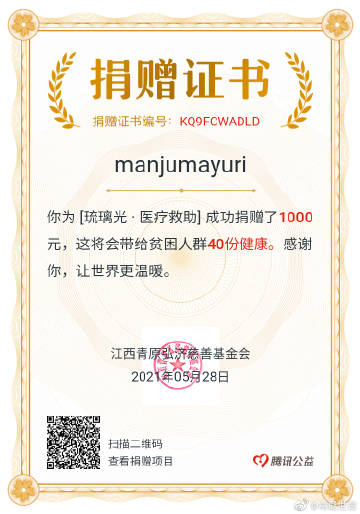 捐赠证书
捐赠证书编号：KQ9FCWADLD
manjumayuri
你为 [琉璃光 · 医疗救助] 成功捐赠了1000
元，这将会带给贫困人群40份健康。感谢
你，让世界更温暖。
江西青原弘济慈善基金会
2021年05月28日
扫描二维码
查看捐赠项目
腾讯公益